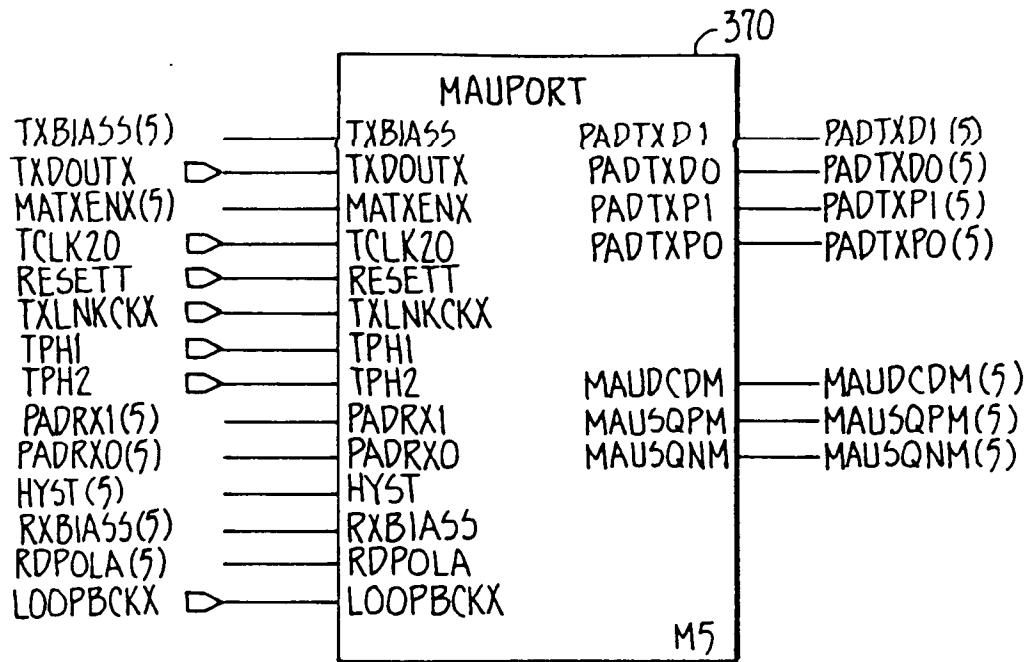 370
MAUPORT
TXBIASS(5) TXBIASS PADTXD1 PADTXD1(5)
TXDOUTX TXDOUTX PADTXD0 PADTXD0(5)
MATXENX(5) MATXENX PADTXP1 PADTXP1(5)
TCLK20 TCLK20 PADTXP0 PADTXP0(5)
RESETT RESETT
TXLNKCKX TXLNKCKX
TPH1 TPH1
TPH2 TPH2 MAUDCDM MAUDCDM(5)
PADRX1(5) PADRX1 MAUSQPM MAUSQPM(5)
PADRX0(5) PADRX0 MAUSQNM MAUSQNM(5)
HYST(5) HYST
RXBIASS(5) RXBIASS
RDPOLA(5) RDPOLA
LOOPBCKX LOOPBCKX
M5